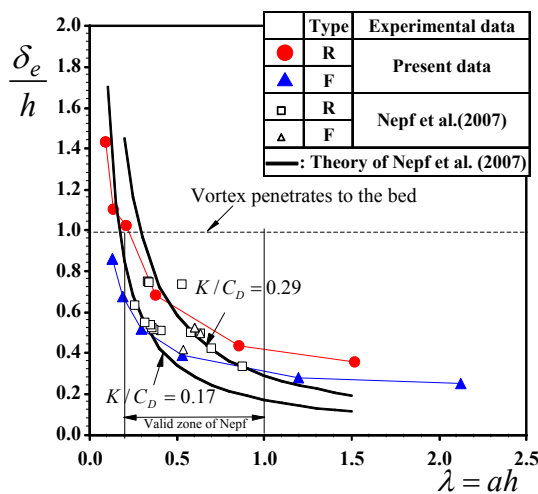 Type Experimental data
R Present data
F
R Nepf et al.(2007)
F
: Theory of Nepf et al. (2007)
δe/h
2.0
1.8
1.6
1.4
1.2
1.0
0.8
0.6
0.4
0.2
0.0
Vortex penetrates to the bed
K/C_D = 0.29
K/C_D = 0.17
Valid zone of Nepf
0.0 0.5 1.0 1.5 2.0 2.5
λ = ah